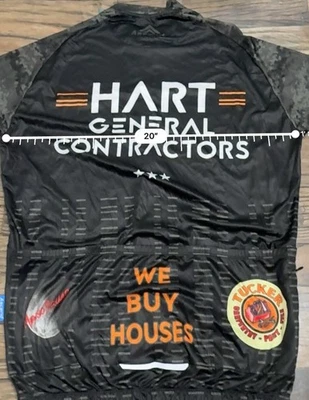 HART
GENERAL
20"
CONTRACTORS
WE
BUY
HOUSES
TUCKER